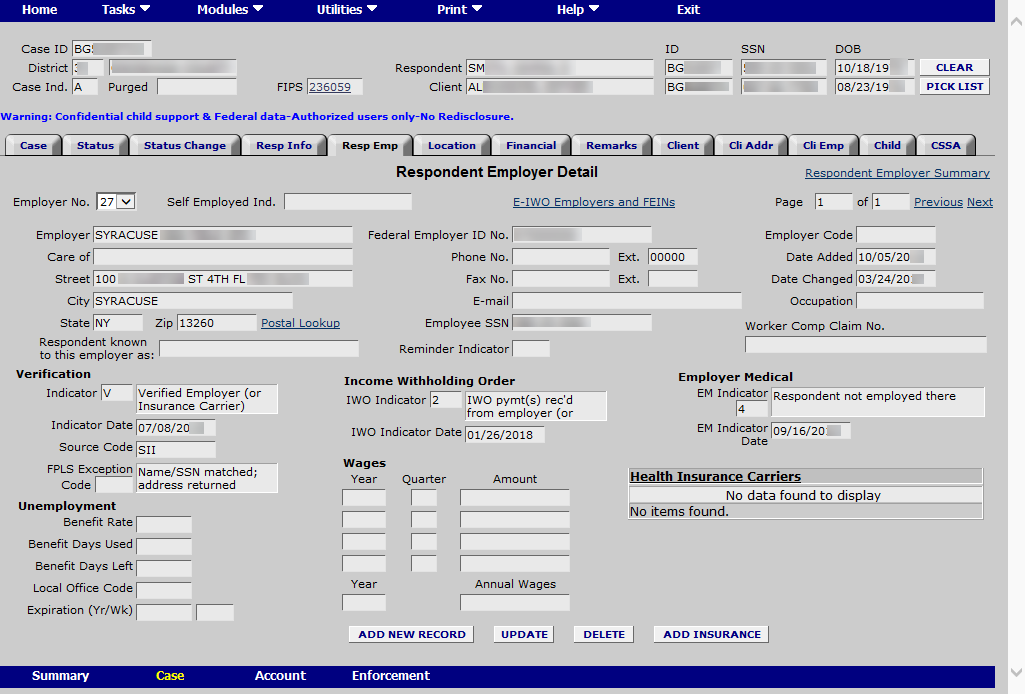 Home Tasks Modules Utilities Print Help Exit
Case ID BG ID SSN DOB
District 3 Respondent SM BG 10/18/19 CLEAR
Case Ind. A Purged FIPS 236059 Client AL BG 08/23/19 PICK LIST
Warning: Confidential child support & Federal data-Authorized users only-No Redisclosure.
Case Status Status Change Resp Info Resp Emp Location Financial Remarks Client Cli Addr Cli Emp Child CSSA
Respondent Employer Detail Respondent Employer Summary
Employer No. 27 Self Employed Ind. E-IWO Employers and FEINs Page 1 of 1 Previous Next
Employer SYRACUSE Federal Employer ID No. Employer Code
Care of Phone No. Ext. 00000 Date Added 10/05/20
Street 100 ST 4TH FL Fax No. Ext. Date Changed 03/24/20
City SYRACUSE E-mail Occupation
State NY Zip 13260 Postal Lookup Employee SSN Worker Comp Claim No.
Respondent known
to this employer as: Reminder Indicator
Verification
Indicator V Verified Employer (or
Insurance Carrier)
Indicator Date 07/08/20
Source Code SII
FPLS Exception
Code Name/SSN matched;
address returned
Unemployment
Benefit Rate
Benefit Days Used
Benefit Days Left
Local Office Code
Expiration (Yr/Wk)
Income Withholding Order
IWO Indicator 2 IWO pymt(s) rec'd
from employer (or
IWO Indicator Date 01/26/2018
Wages
Year Quarter Amount
Year Annual Wages
Employer Medical
EM Indicator 4 Respondent not employed there
EM Indicator
Date 09/16/20
Health Insurance Carriers
No data found to display
No items found.
ADD NEW RECORD UPDATE DELETE ADD INSURANCE
Summary Case Account Enforcement